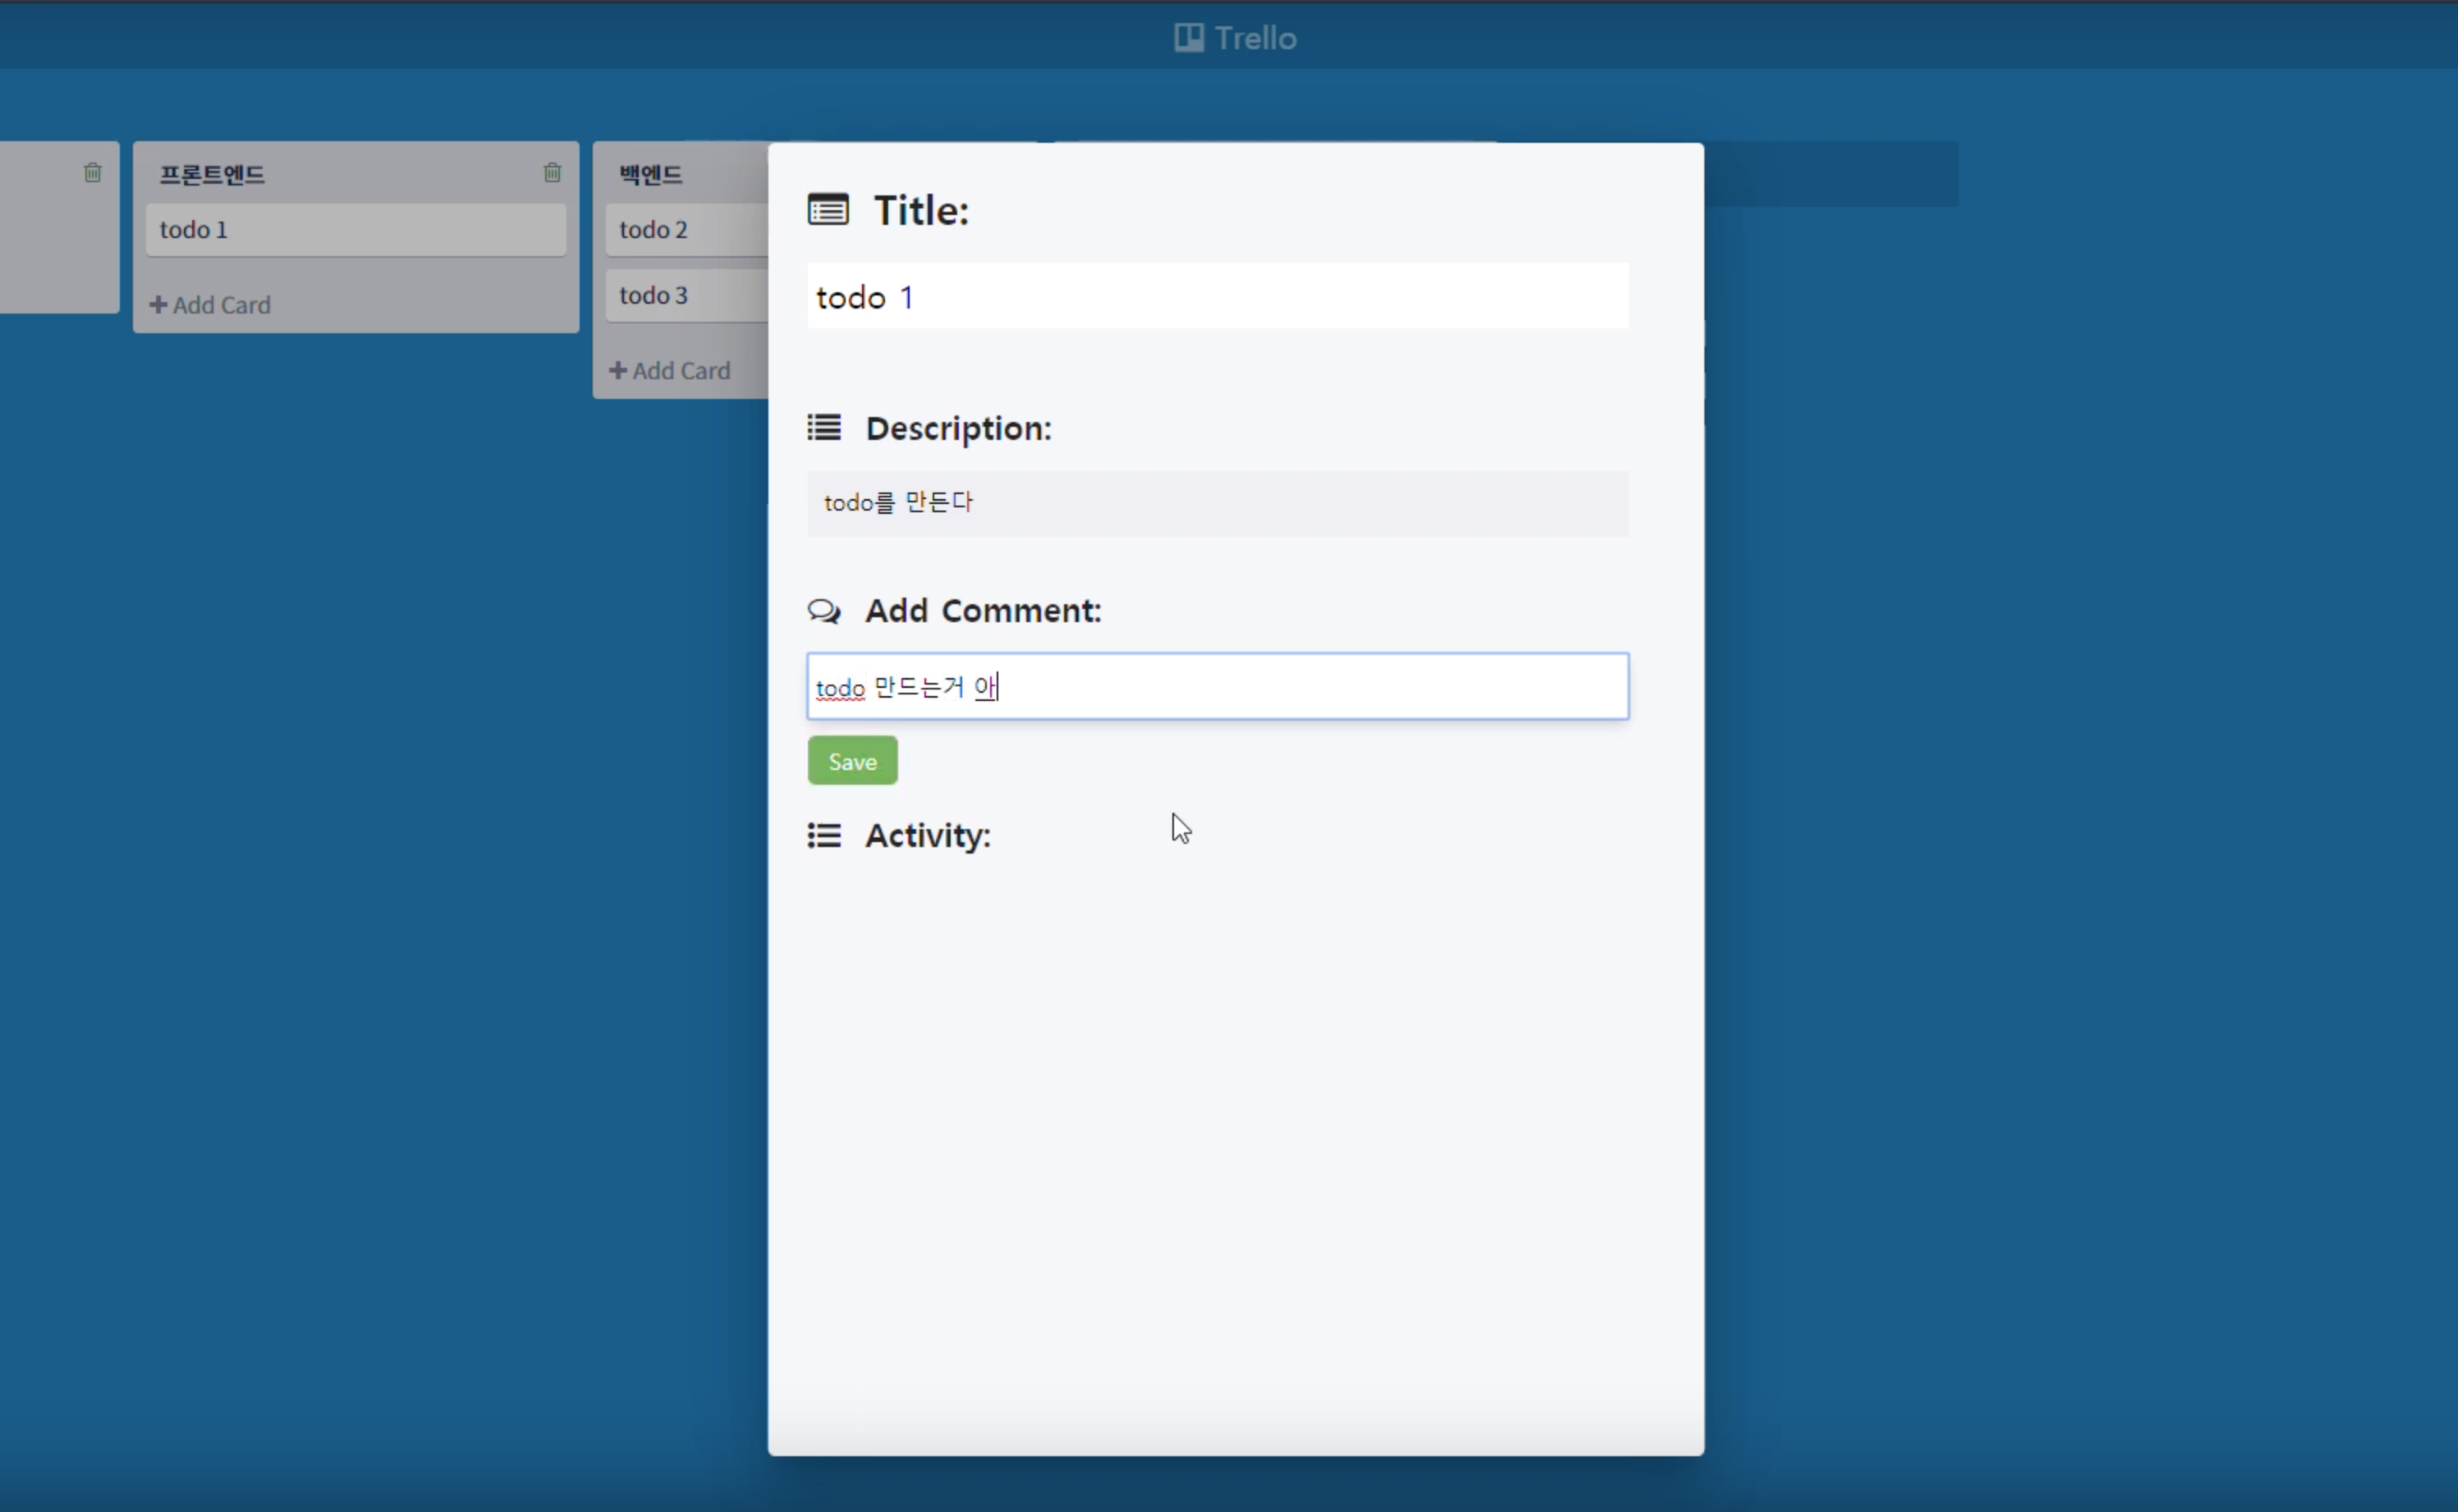 Trello
프론트엔드
todo 1
Add Card
백엔드
todo 2
todo 3
Add Card
Title:
todo 1
Description:
todo를 만든다
Add Comment:
todo 만드는거 아
Save
Activity: